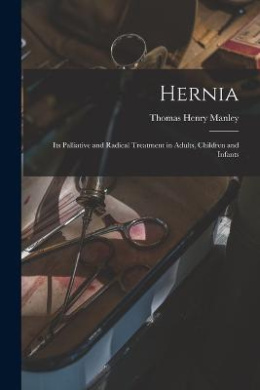 Hernia
Thomas Henry Manley
Its Palliative and Radical Treatment in Adults, Children and
Infants